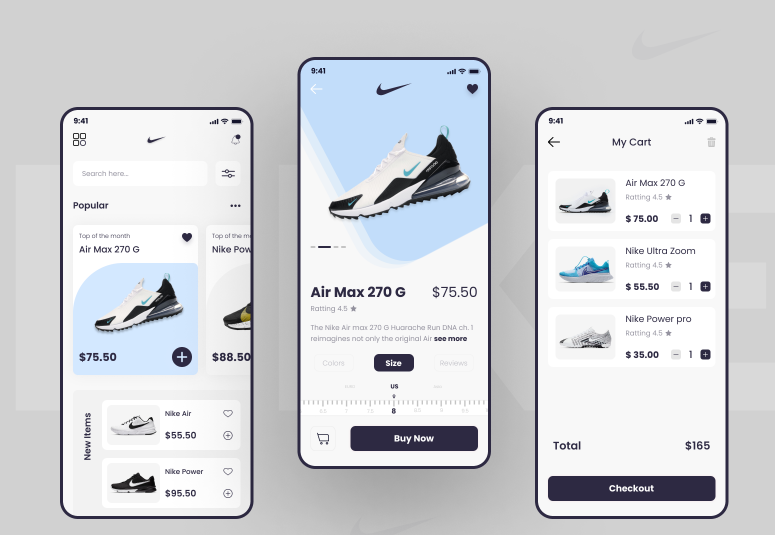 9:41
Search here...
Popular
Top of the month
Air Max 270 G
$75.50
Top of the m
Nike Pow
$88.50
New Items
Nike Air
$55.50
Nike Power
$95.50
9:41
Air Max 270 G
$75.50
Ratting 4.5
The Nike Air max 270 G Huarache Run DNA ch. 1
reimagines not only the original Air see more
Colors
Size
Reviews
US
8
Buy Now
9:41
My Cart
Air Max 270 G
Ratting 4.5
$ 75.00
1
Nike Ultra Zoom
Ratting 4.5
$ 55.50
1
Nike Power pro
Ratting 4.5
$ 35.00
1
Total
$165
Checkout